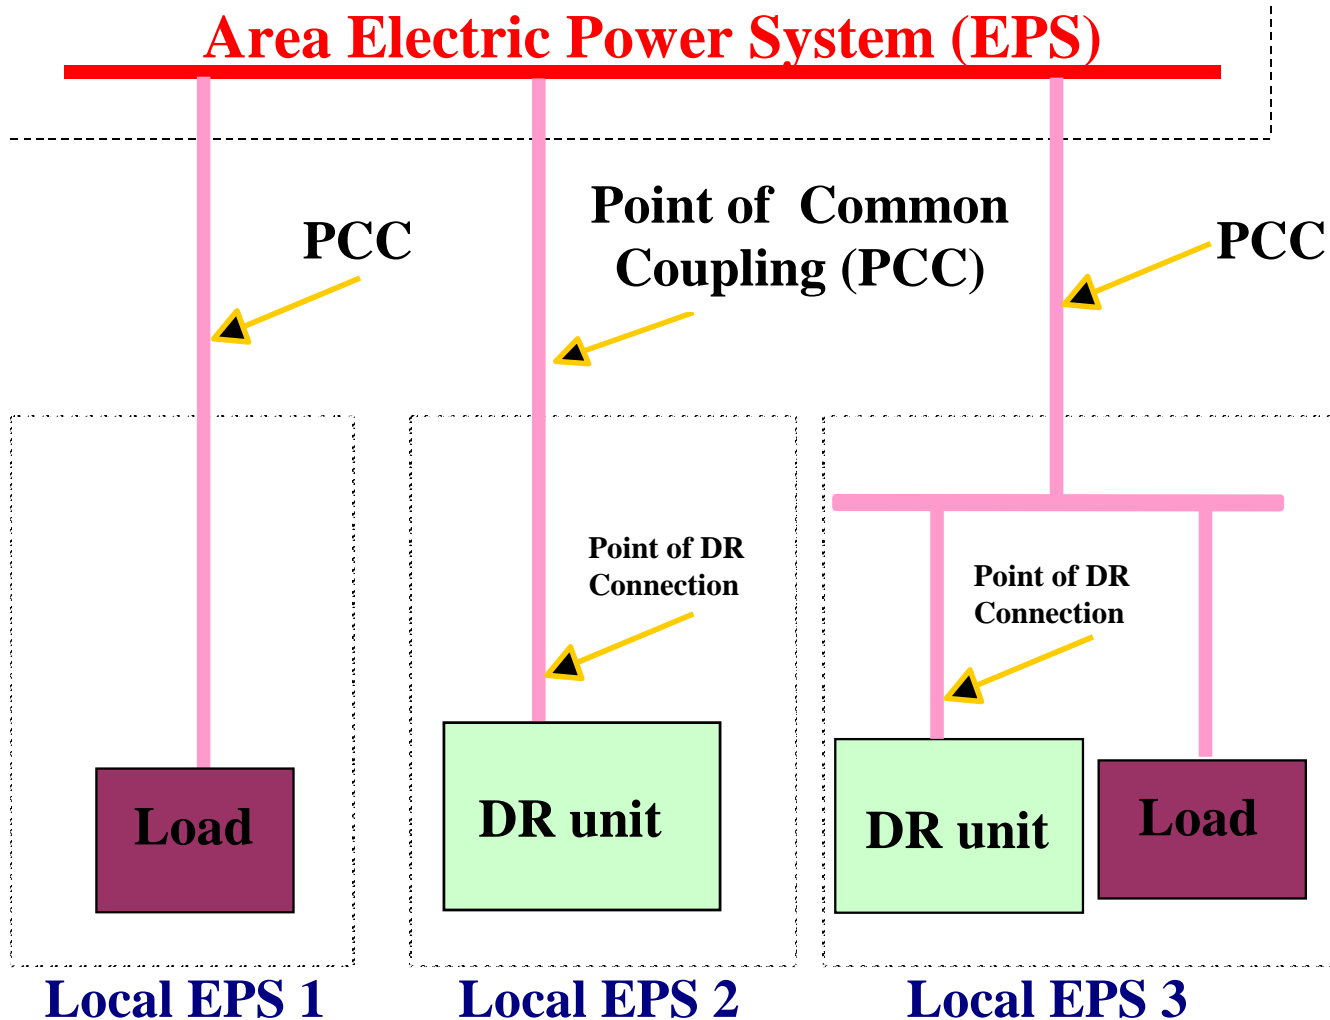 Area Electric Power System (EPS)
PCC
Point of  Common
Coupling (PCC)
PCC
Point of DR
Connection
Point of DR
Connection
Load
DR unit
DR unit
Load
Local EPS 1
Local EPS 2
Local EPS 3